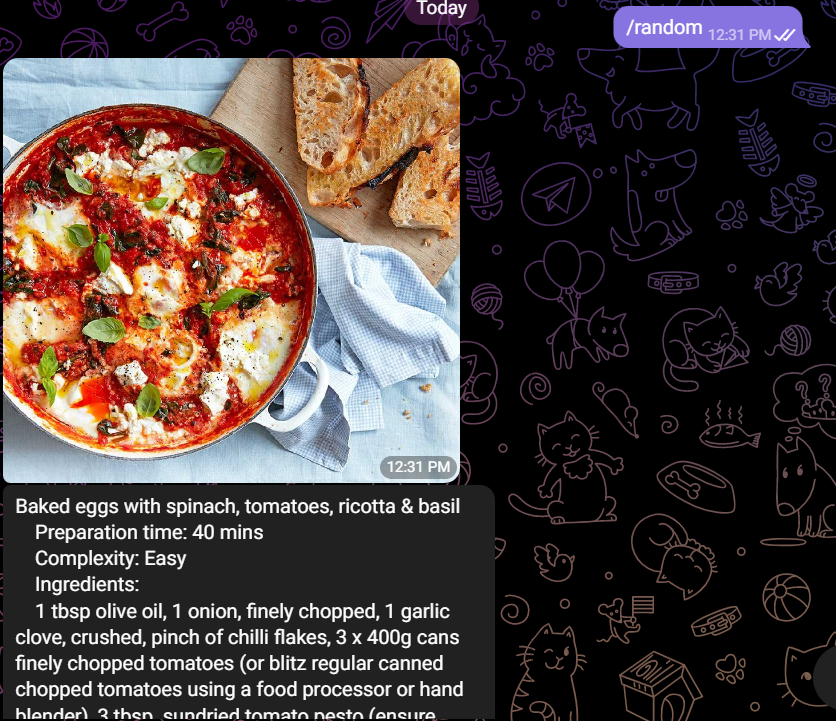 Today
/random 12:31 PM
12:31 PM
Baked eggs with spinach, tomatoes, ricotta & basil
Preparation time: 40 mins
Complexity: Easy
Ingredients:
1 tbsp olive oil, 1 onion, finely chopped, 1 garlic
clove, crushed, pinch of chilli flakes, 3 x 400g cans
finely chopped tomatoes (or blitz regular canned
chopped tomatoes using a food processor or hand
blender), 3 tbsp sundried tomato pesto (ensure